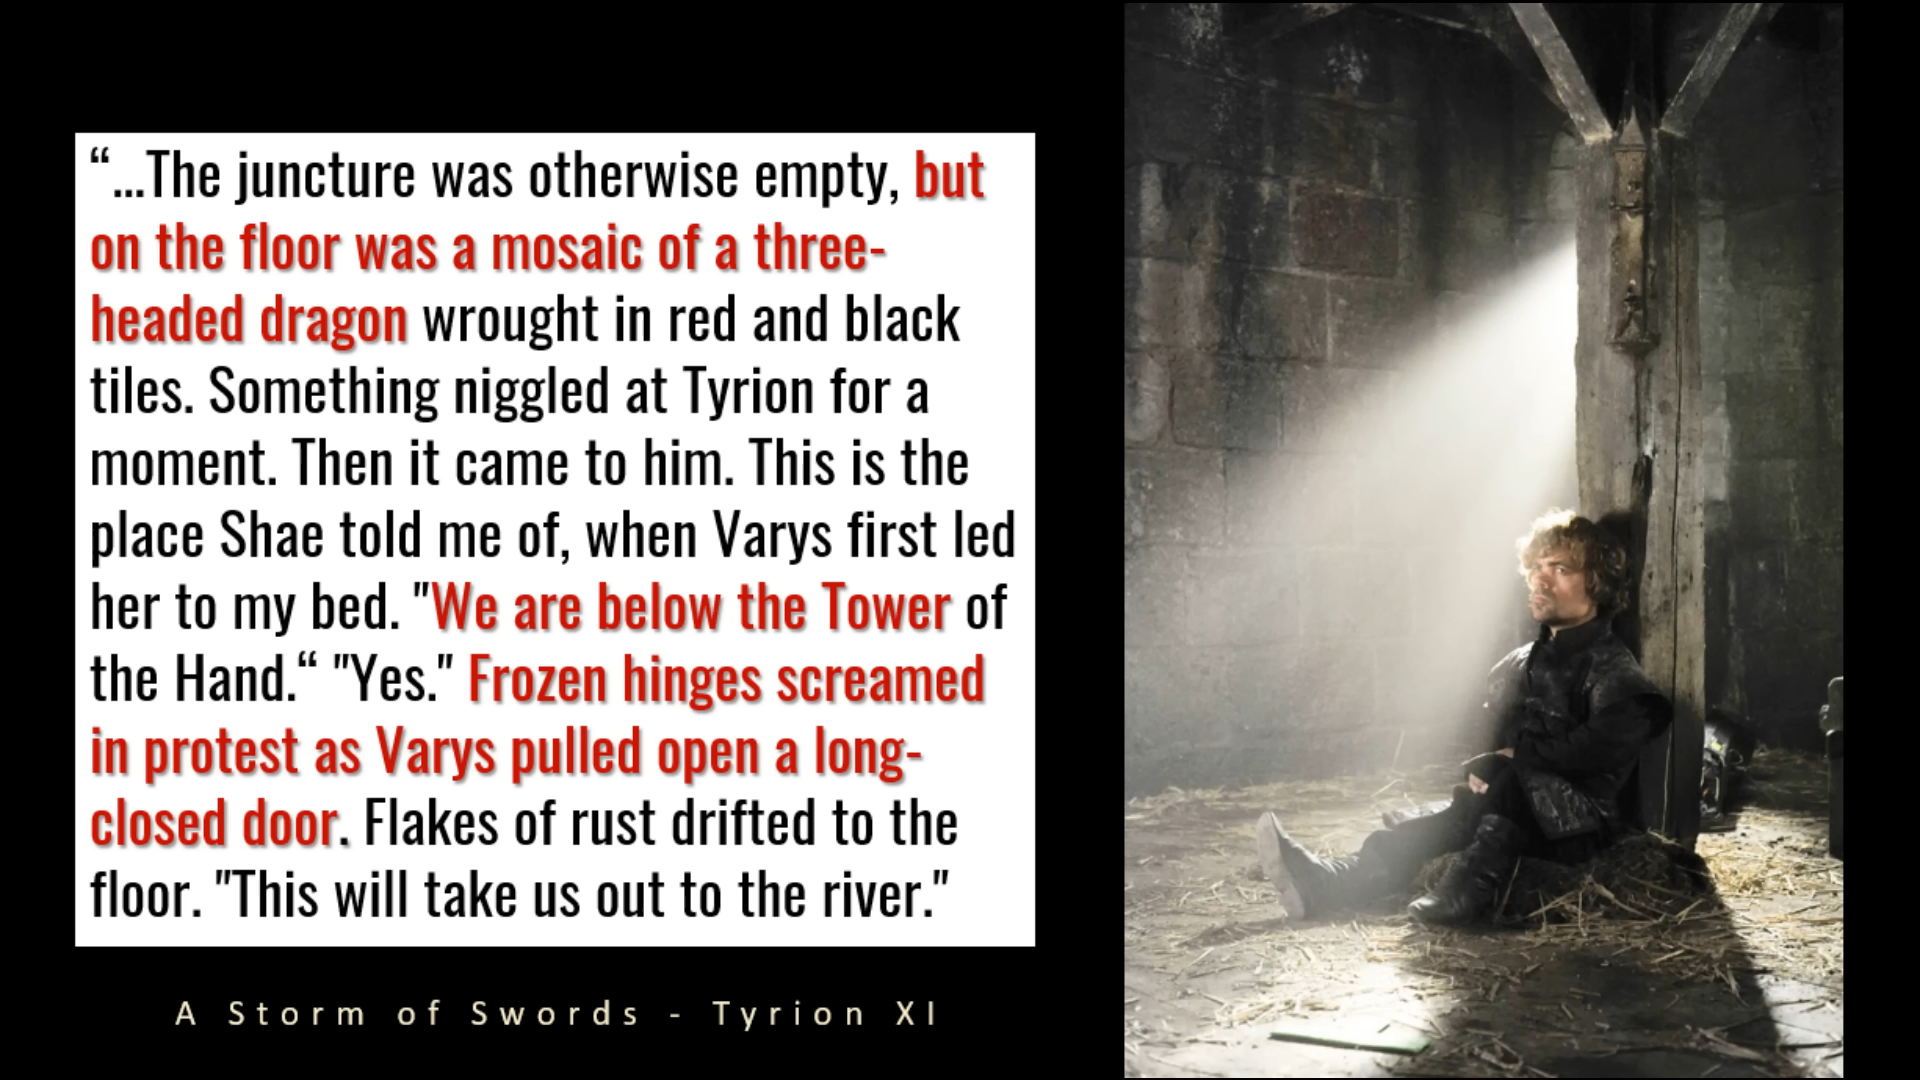 “...The juncture was otherwise empty, but
on the floor was a mosaic of a three-
headed dragon wrought in red and black
tiles. Something niggled at Tyrion for a
moment. Then it came to him. This is the
place Shae told me of, when Varys first led
her to my bed. "We are below the Tower of
the Hand.“ "Yes." Frozen hinges screamed
in protest as Varys pulled open a long-
closed door. Flakes of rust drifted to the
floor. "This will take us out to the river."
A Storm of Swords - Tyrion XI